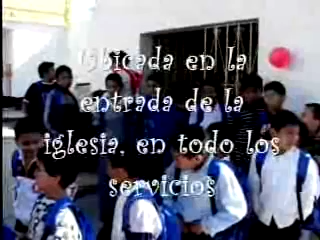 Ubicada en la
entrada de la
iglesia, en todo los
servicios